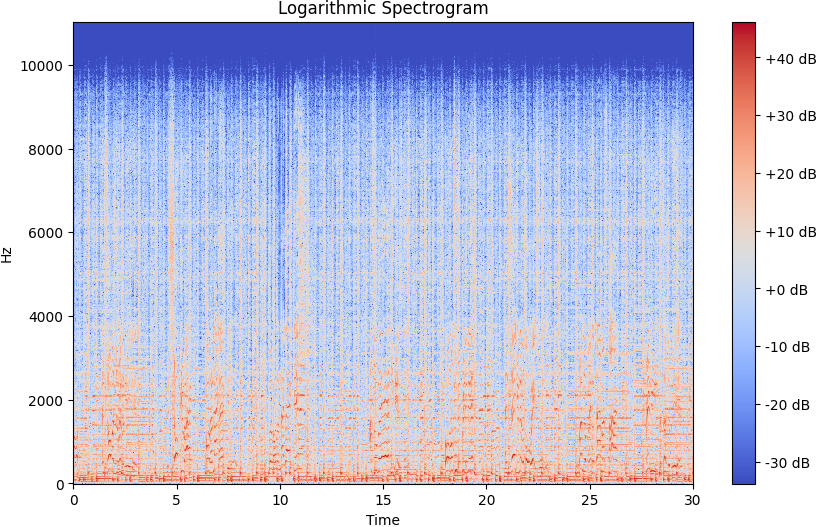 Logarithmic Spectrogram
Hz
10000
8000
6000
4000
2000
0
0 5 10 15 20 25 30
Time
+40 dB
+30 dB
+20 dB
+10 dB
+0 dB
-10 dB
-20 dB
-30 dB